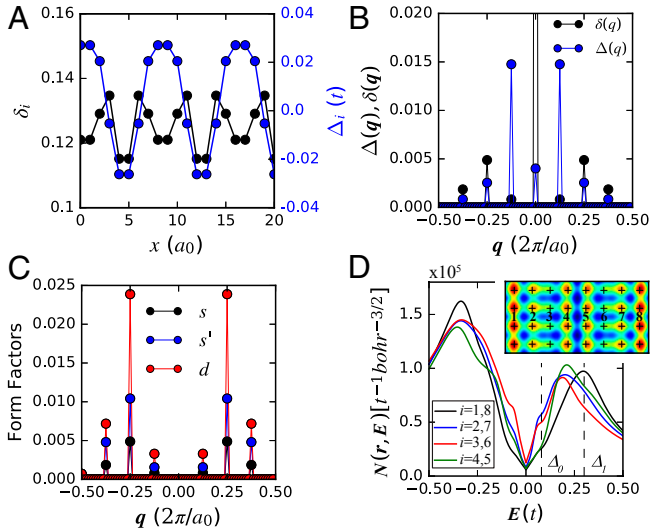 A
0.16
0.15
0.14
0.13
0.12
0.1
δi
0.04
0.02
0.0
-0.02
-0.04
Δi (t)
0 5 10 15 20
x (a0)
B
0.020
0.015
0.010
0.005
0.000
Δ(q), δ(q)
δ(q)
Δ(q)
−0.50 −0.25 0.00 0.25 0.50
q (2π/a0)
C
0.025
0.020
0.015
0.010
0.005
0.000
Form Factors
s
s'
d
−0.50 −0.25 0.00 0.25 0.50
q (2π/a0)
D
x10^5
2.0
1.5
1.0
0.5
0.0
N(r, E) [t−1bohr−3/2]
1 2 3 4 5 6 7 8
i=1,8
i=2,7
i=3,6
i=4,5
Δ0 Δ1
−0.50 −0.25 0.00 0.25 0.50
E(t)